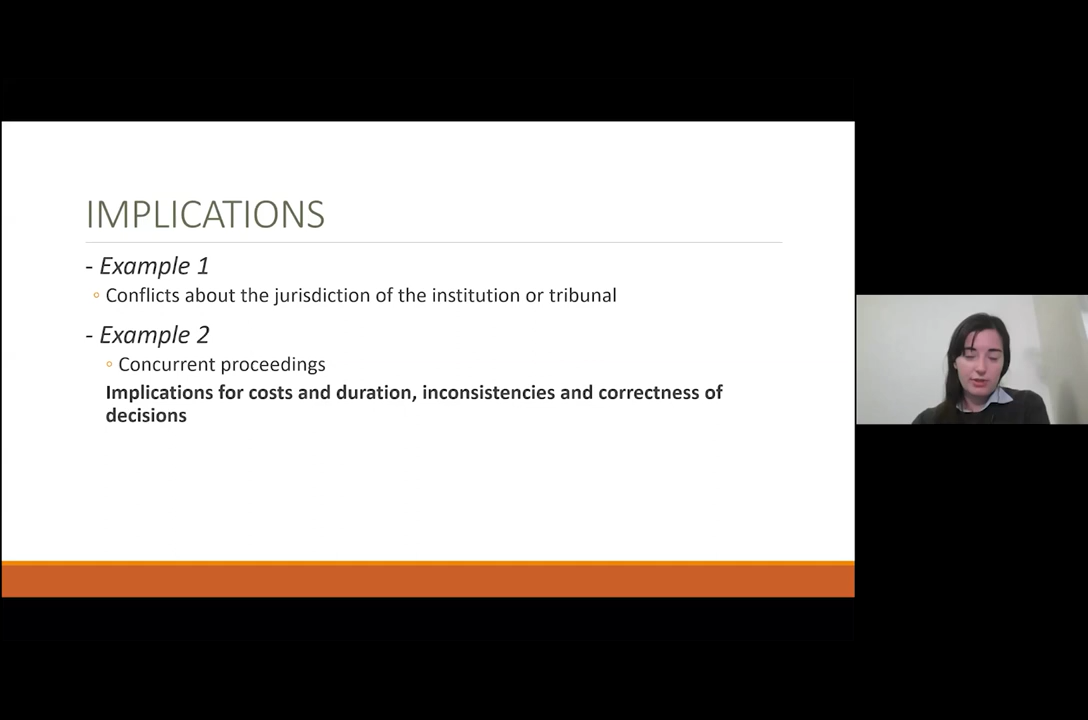 IMPLICATIONS
- Example 1
◦ Conflicts about the jurisdiction of the institution or tribunal
- Example 2
◦ Concurrent proceedings
Implications for costs and duration, inconsistencies and correctness of
decisions